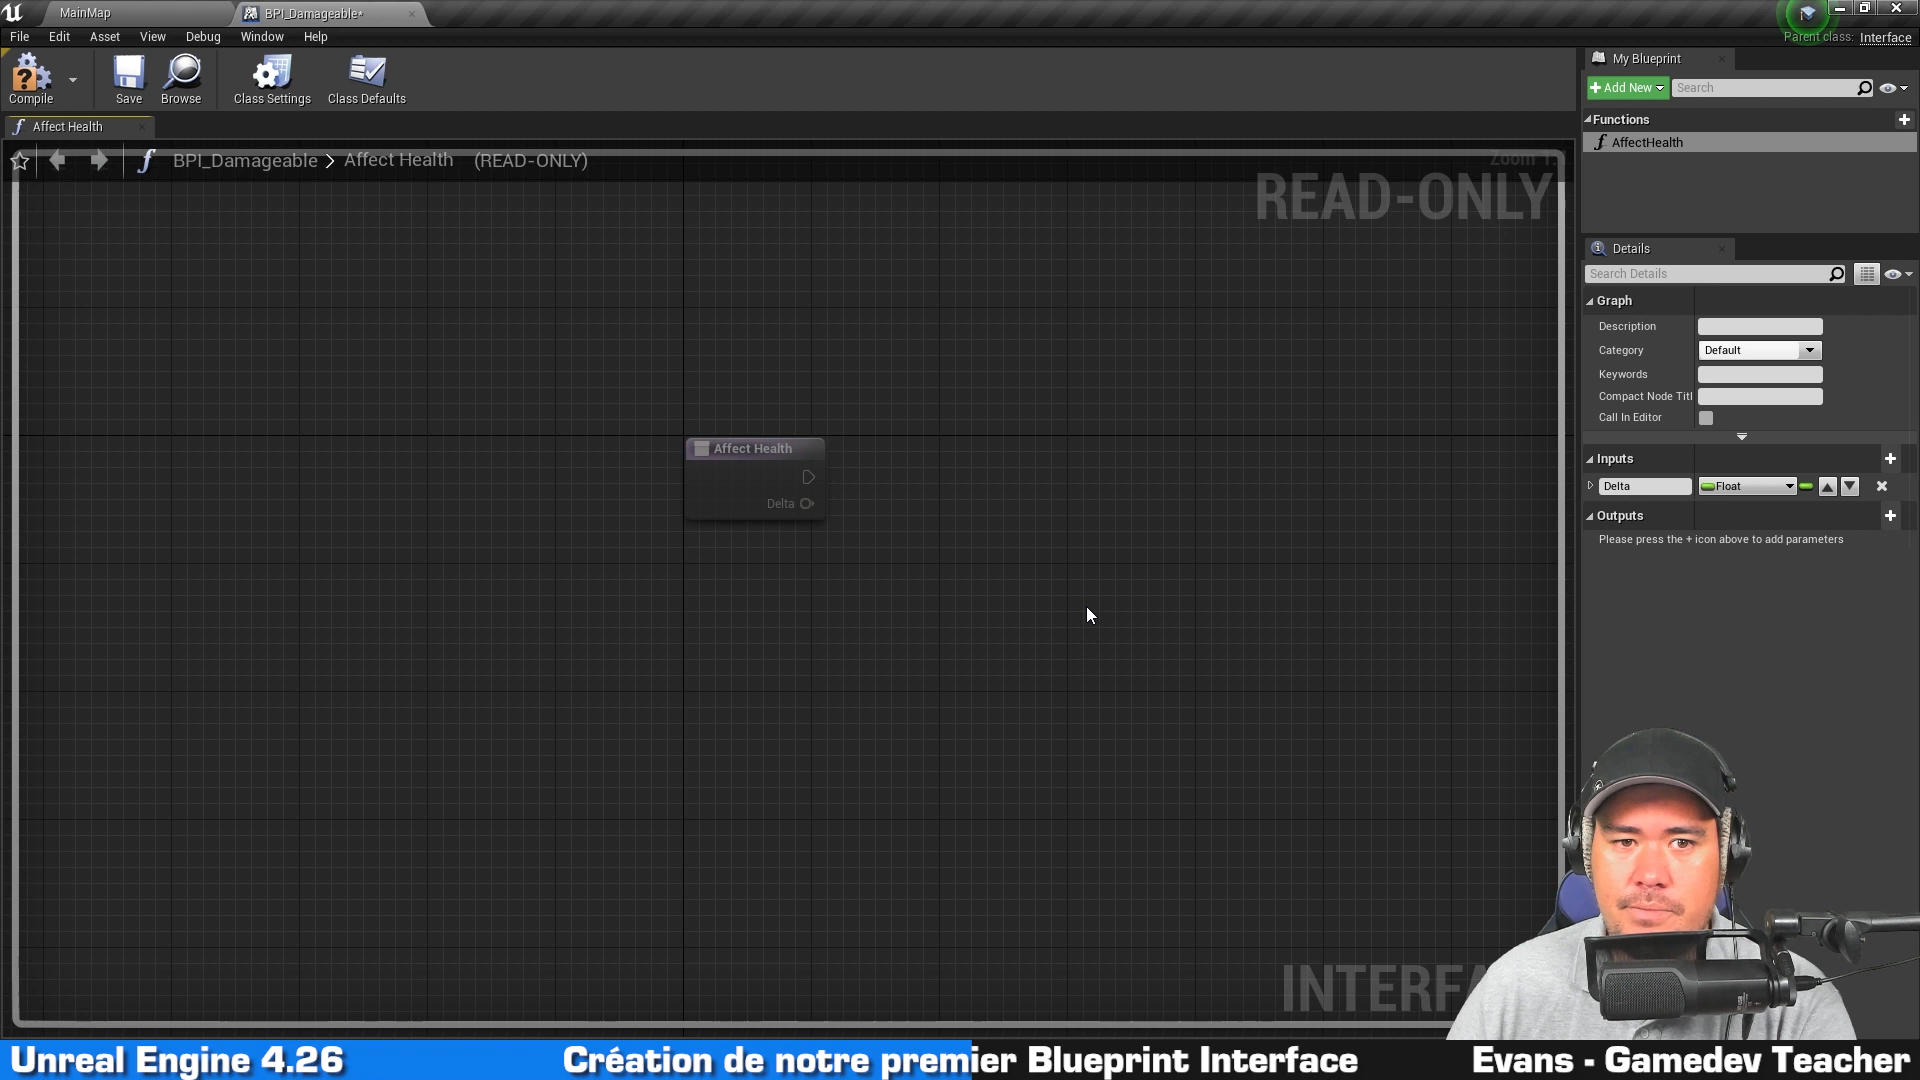 MainMap
BPI_Damageable*
File Edit Asset View Debug Window Help
Parent class: Interface
Compile
Save
Browse
Class Settings
Class Defaults
My Blueprint
+ Add New
Search
Functions
AffectHealth
Affect Health
BPI_Damageable > Affect Health (READ-ONLY)
READ-ONLY
Affect Health
Delta
Details
Search Details
Graph
Description
Category Default
Keywords
Compact Node Titl
Call In Editor
Inputs
Delta Float
Outputs
Please press the + icon above to add parameters
Unreal Engine 4.26
Création de notre premier Blueprint Interface
Evans - Gamedev Teacher